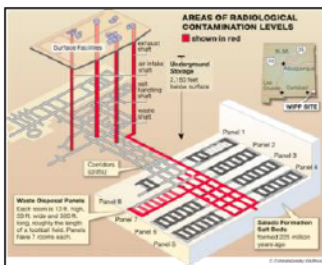 AREAS OF RADIOLOGICAL
CONTAMINATION LEVELS
shown in red
Surface Facilities
exhaust
shaft
air intake
shaft
salt
handling
shaft
waste
shaft
Underground
Storage
2,150 feet
below surface
N.M.
Albuquerque
Las
Cruces
Carlsbad
WIPP SITE
Panel 1
Panel 2
Panel 3
Panel 4
Corridors
(drifts)
Panel 8
Panel 7
Panel 6
Panel 5
Waste Disposal Panels
Each room is 13 ft. high,
33 ft. wide and 300 ft.
long, roughly the length
of a football field. Panels
have 7 rooms each.
Salado Formation
Salt Beds
formed 225 million
years ago